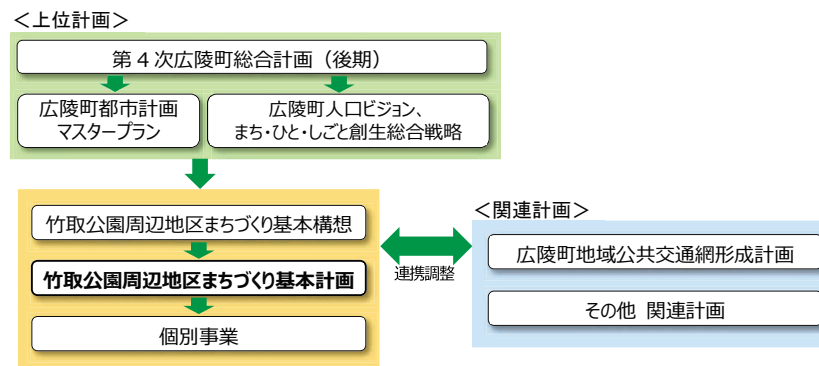 ＜上位計画＞
第４次広陵町総合計画（後期）
広陵町都市計画
マスタープラン
広陵町人口ビジョン、
まち・ひと・しごと創生総合戦略
竹取公園周辺地区まちづくり基本構想
竹取公園周辺地区まちづくり基本計画
個別事業
連携調整
＜関連計画＞
広陵町地域公共交通網形成計画
その他 関連計画